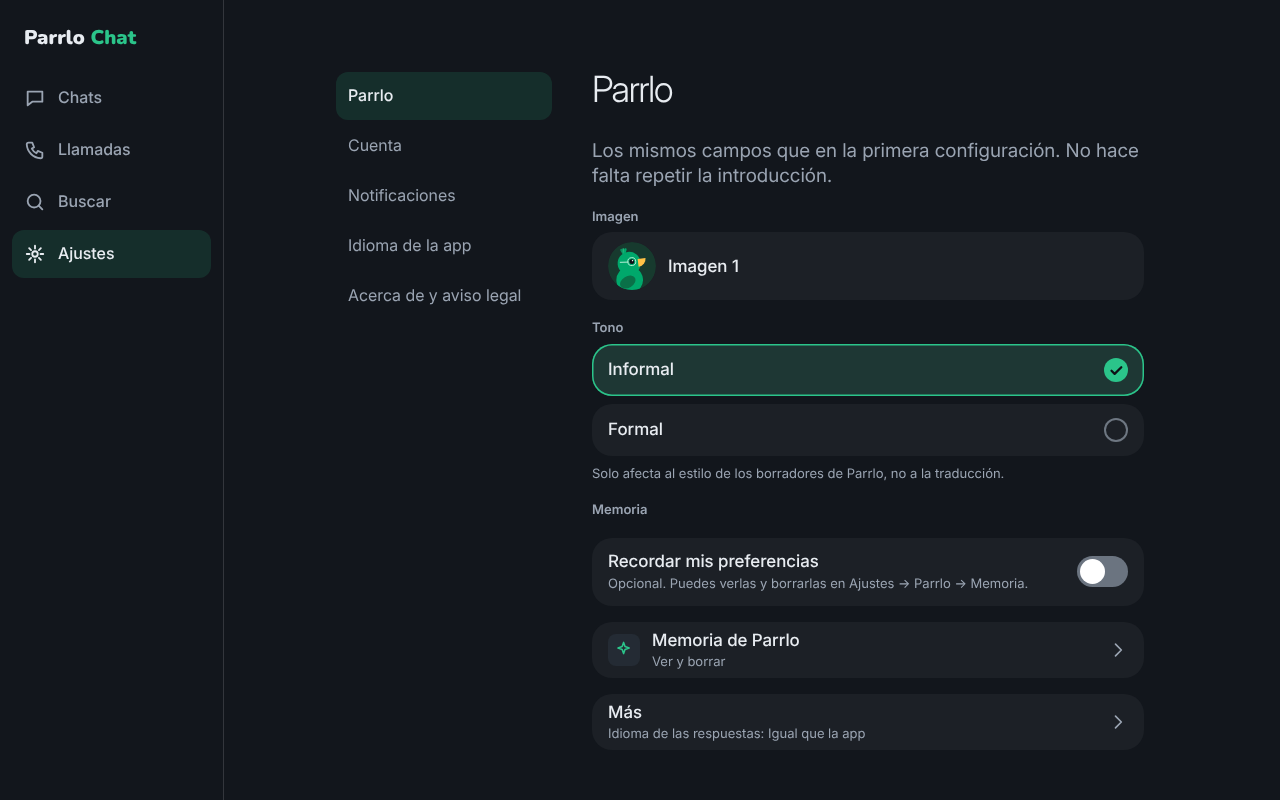 Parrlo Chat
Chats
Llamadas
Buscar
Ajustes
Parrlo
Cuenta
Notificaciones
Idioma de la app
Acerca de y aviso legal
Parrlo
Los mismos campos que en la primera configuración. No hace
falta repetir la introducción.
Imagen
Imagen 1
Tono
Informal
Formal
Solo afecta al estilo de los borradores de Parrlo, no a la traducción.
Memoria
Recordar mis preferencias
Opcional. Puedes verlas y borrarlas en Ajustes → Parrlo → Memoria.
Memoria de Parrlo
Ver y borrar
Más
Idioma de las respuestas: Igual que la app